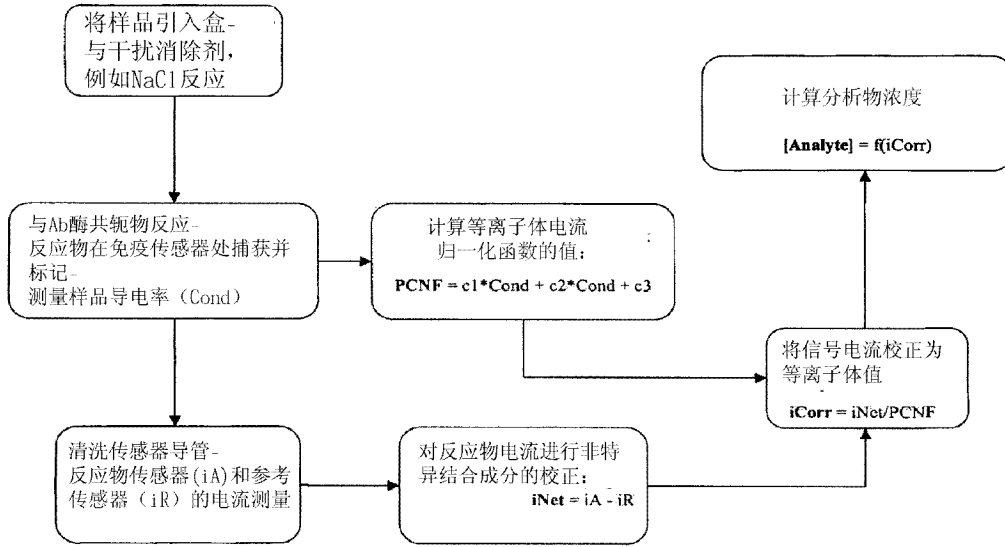 将样品引入盒-
与干扰消除剂,
例如NaCl反应
与Ab酶共轭物反应-
反应物在免疫传感器处捕获并
标记-
测量样品导电率（Cond）
清洗传感器导管-
反应物传感器(iA)和参考
传感器（iR）的电流测量
计算等离子体电流
归一化函数的值：
PCNF = c1*Cond + c2*Cond + c3
对反应物电流进行非特
异结合成分的校正：
iNet = iA - iR
将信号电流校正为
等离子体值
iCorr = iNet/PCNF
计算分析物浓度
[Analyte] = f(iCorr)